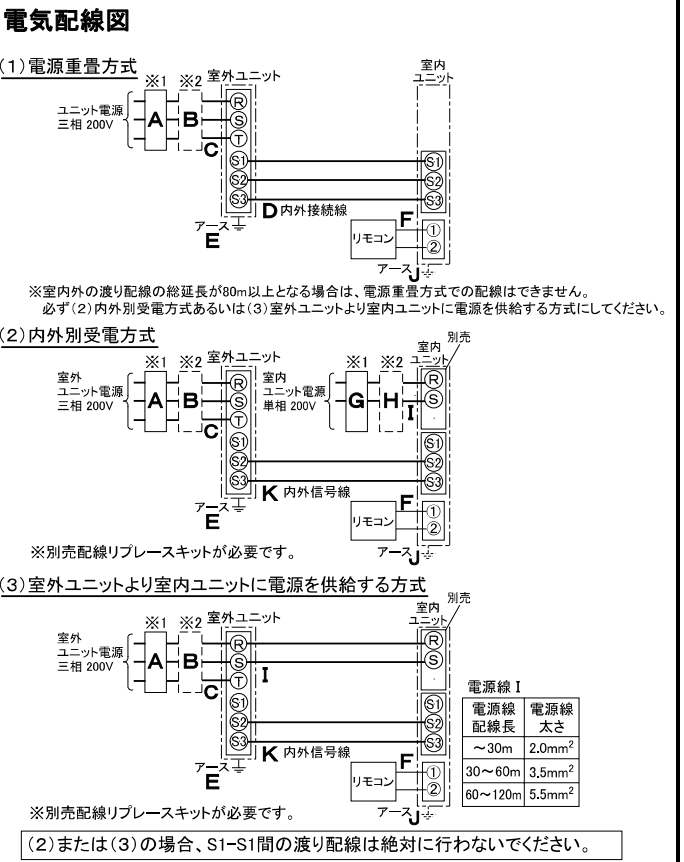 電気配線図
(1)電源重畳方式
※1 ※2 室外ユニット
室内
ユニット
ユニット電源
三相 200V
A B
C
R
S
T
S1
S2
S3
S1
S2
S3
D 内外接続線
アース
E
F
リモコン
①
②
アース J
※室内外の渡り配線の総延長が80m以上となる場合は、電源重畳方式での配線はできません。
必ず(2)内外別受電方式あるいは(3)室外ユニットより室内ユニットに電源を供給する方式にしてください。
(2)内外別受電方式
別売
※1 ※2 室外ユニット
※1 ※2
室内
ユニット
室外
ユニット電源
三相 200V
A B
C
R
S
T
S1
S2
S3
室内
ユニット電源
単相 200V
G H
I
R
S
S1
S2
S3
K 内外信号線
アース
E
F
リモコン
①
②
アース J
※別売配線リプレースキットが必要です。
(3)室外ユニットより室内ユニットに電源を供給する方式
別売
※1 ※2 室外ユニット
室内
ユニット
室外
ユニット電源
三相 200V
A B
C
R
S
T
S1
S2
S3
I
R
S
S1
S2
S3
K 内外信号線
アース
E
F
リモコン
①
②
アース J
電源線 I
電源線配線長 電源線太さ
～30m 2.0mm²
30～60m 3.5mm²
60～120m 5.5mm²
※別売配線リプレースキットが必要です。
(2)または(3)の場合、S1-S1間の渡り配線は絶対に行わないでください。